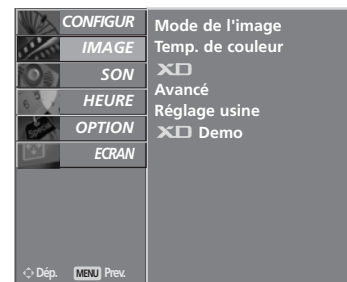 CONFIGUR
IMAGE
SON
HEURE
OPTION
ECRAN
Mode de l'image
Temp. de couleur
XD
Avancé
Réglage usine
XD Demo
Dép. MENU Prev.